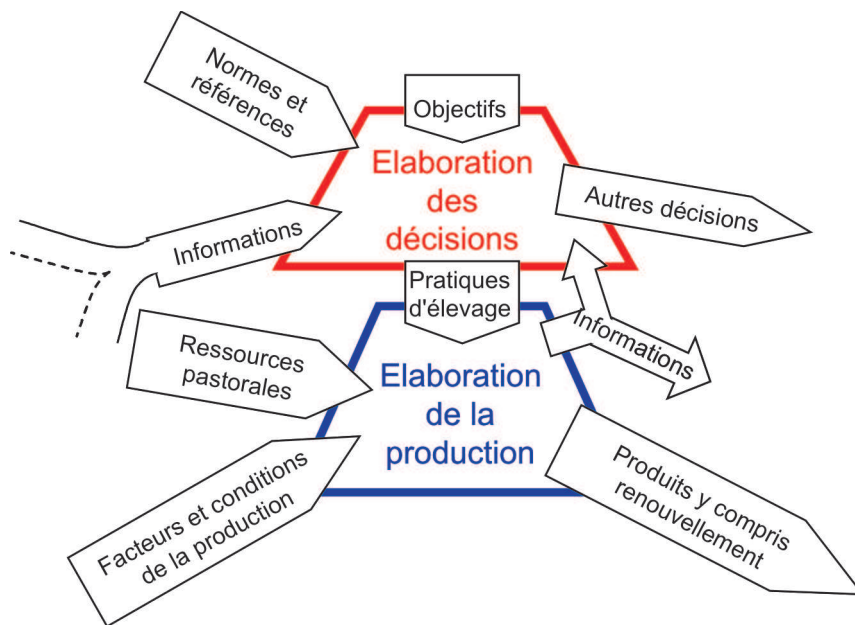 Normes et
références
Objectifs
Elaboration
des
décisions
Autres décisions
Informations
Pratiques
d'élevage
Informations
Ressources
pastorales
Elaboration
de la
production
Facteurs et conditions
de la production
Produits y compris
renouvellement